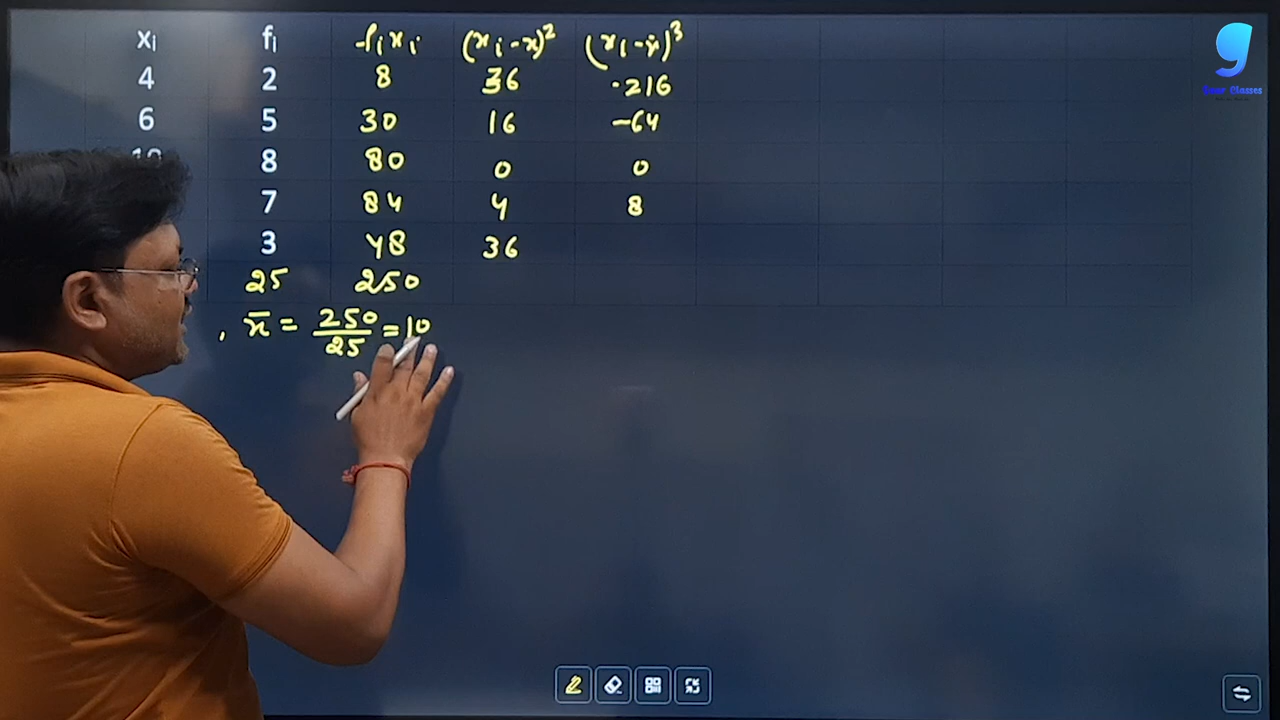 xi fi fixi (xi-x)² (xi-x̄)³
4 2 8 36 -216
6 5 30 16 -64
10 8 80 0 0
7 84 4 8
3 48 36
25 250
, x̄ = 250/25 = 10